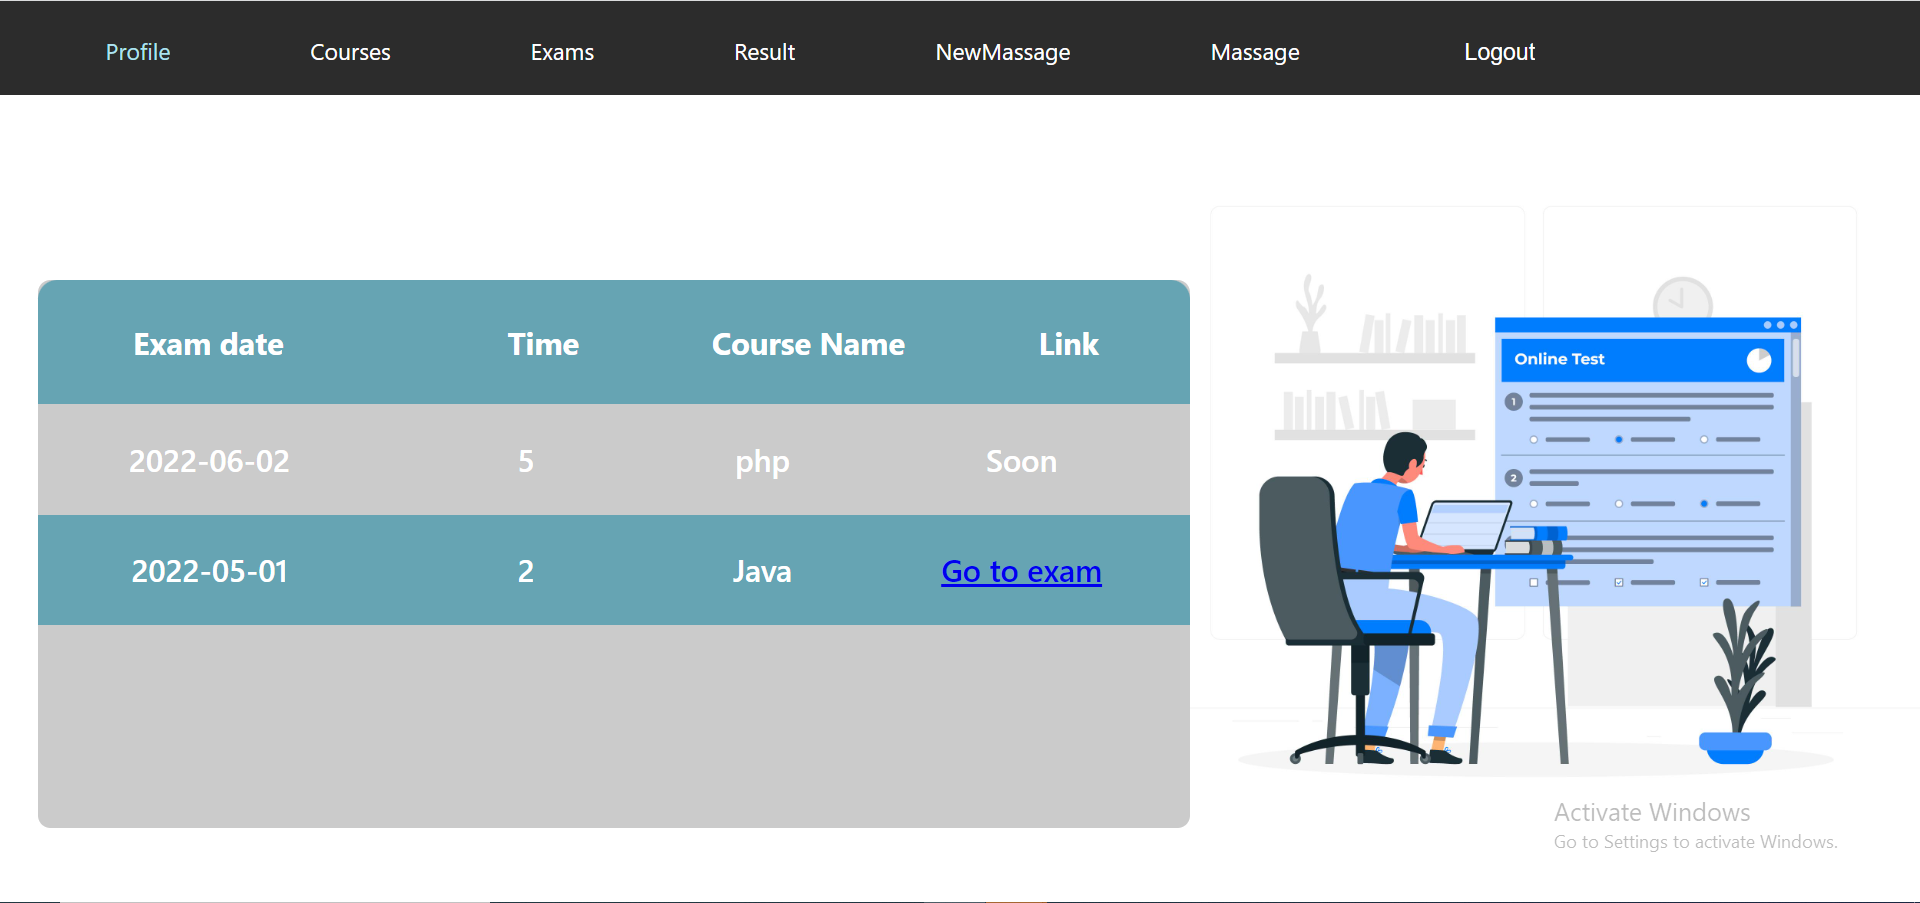 Profile Courses Exams Result NewMassage Massage Logout
Exam date Time Course Name Link
2022-06-02 5 php Soon
2022-05-01 2 Java Go to exam
Online Test
1
2
Activate Windows
Go to Settings to activate Windows.